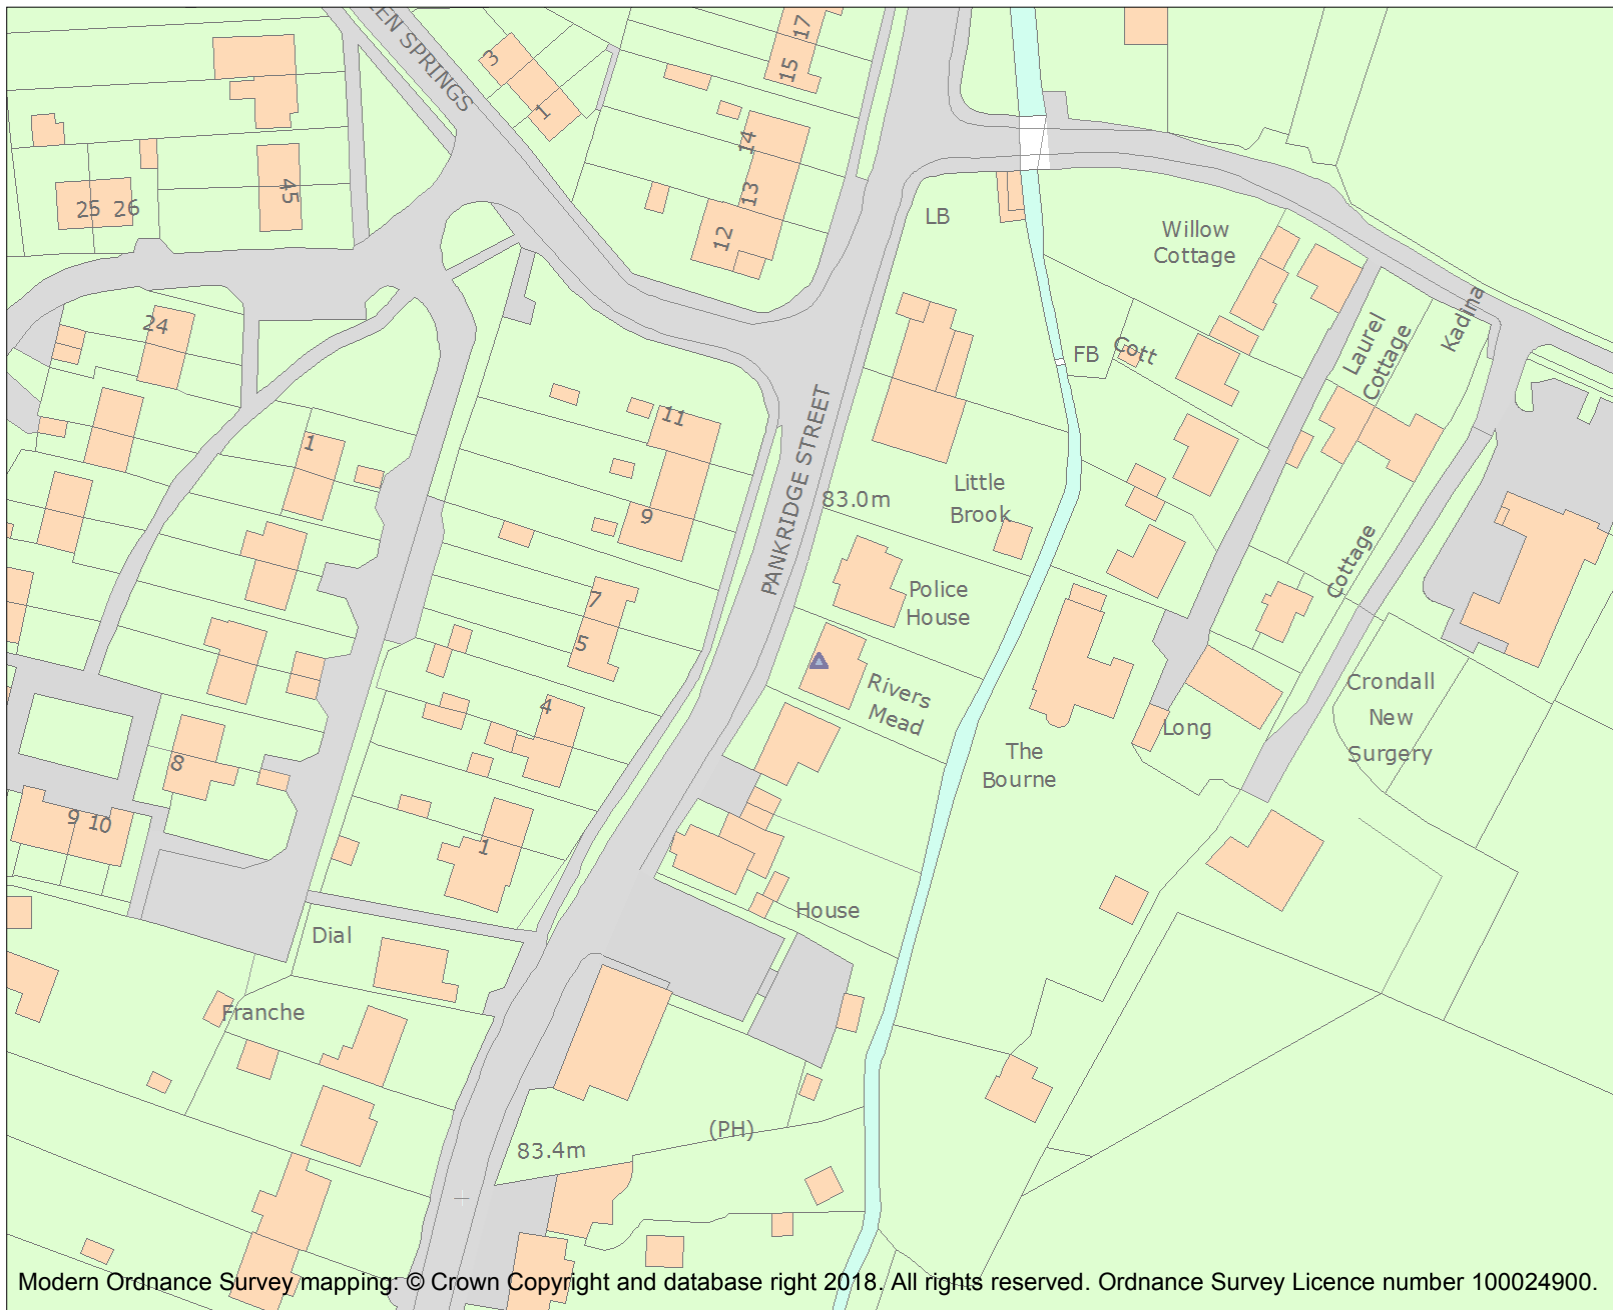 EEN SPRINGS
3
1
17
15
14
13
12
45
25 26
LB
Willow
Cottage
24
Laurel
Cottage
Kadina
FB
Cott
11
9
1
PANKRIDGE STREET
83.0m
Little
Brook
Cottage
7
5
Police
House
Rivers
Mead
Crondall
New
Surgery
4
8
Long
The
Bourne
9 10
1
House
Dial
Franche
(PH)
83.4m
Modern Ordnance Survey mapping: © Crown Copyright and database right 2018. All rights reserved. Ordnance Survey Licence number 100024900.